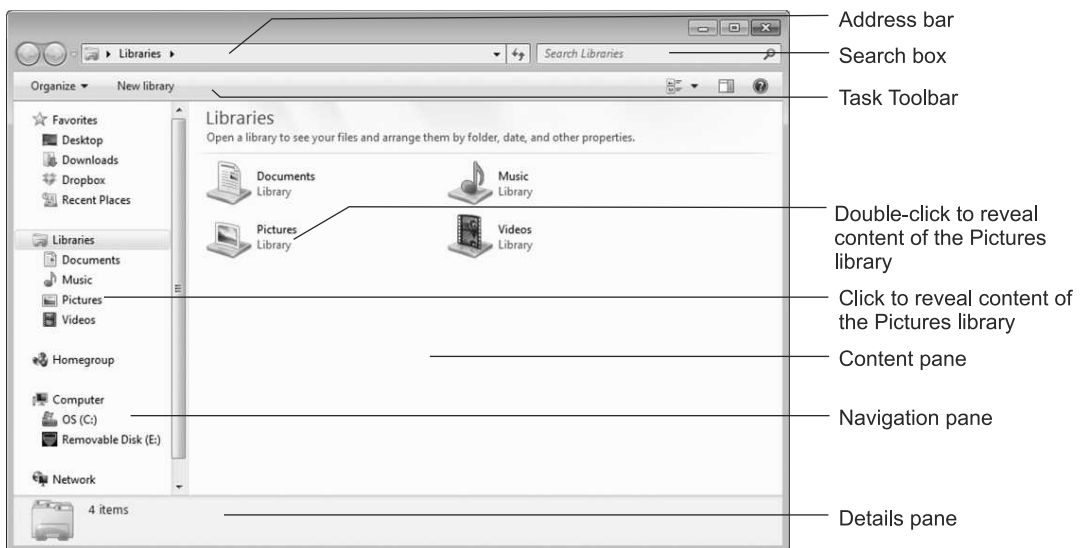 Address bar
Libraries
Search Libraries
Search box
Organize
New library
Task Toolbar
Favorites
Desktop
Downloads
Dropbox
Recent Places
Libraries
Open a library to see your files and arrange them by folder, date, and other properties.
Documents
Library
Music
Library
Pictures
Library
Videos
Library
Double-click to reveal
content of the Pictures
library
Libraries
Documents
Music
Pictures
Videos
Click to reveal content of
the Pictures library
Homegroup
Content pane
Computer
OS (C:)
Removable Disk (E:)
Navigation pane
Network
4 items
Details pane